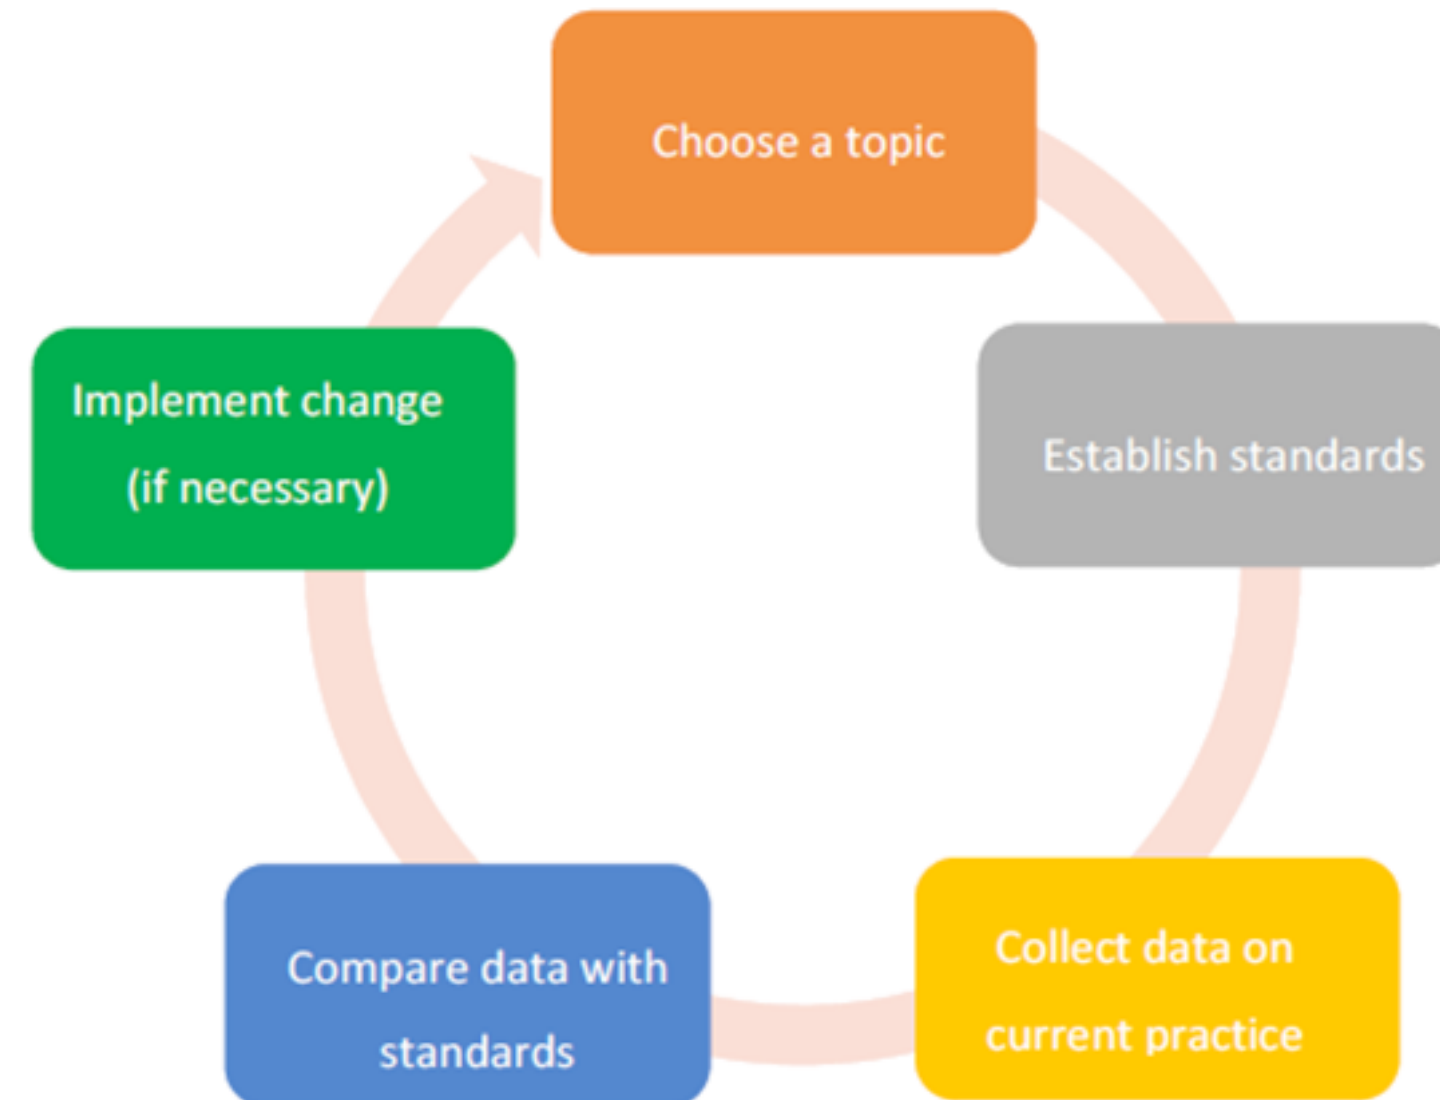 Choose a topic
Establish standards
Collect data on
current practice
Compare data with
standards
Implement change
(if necessary)